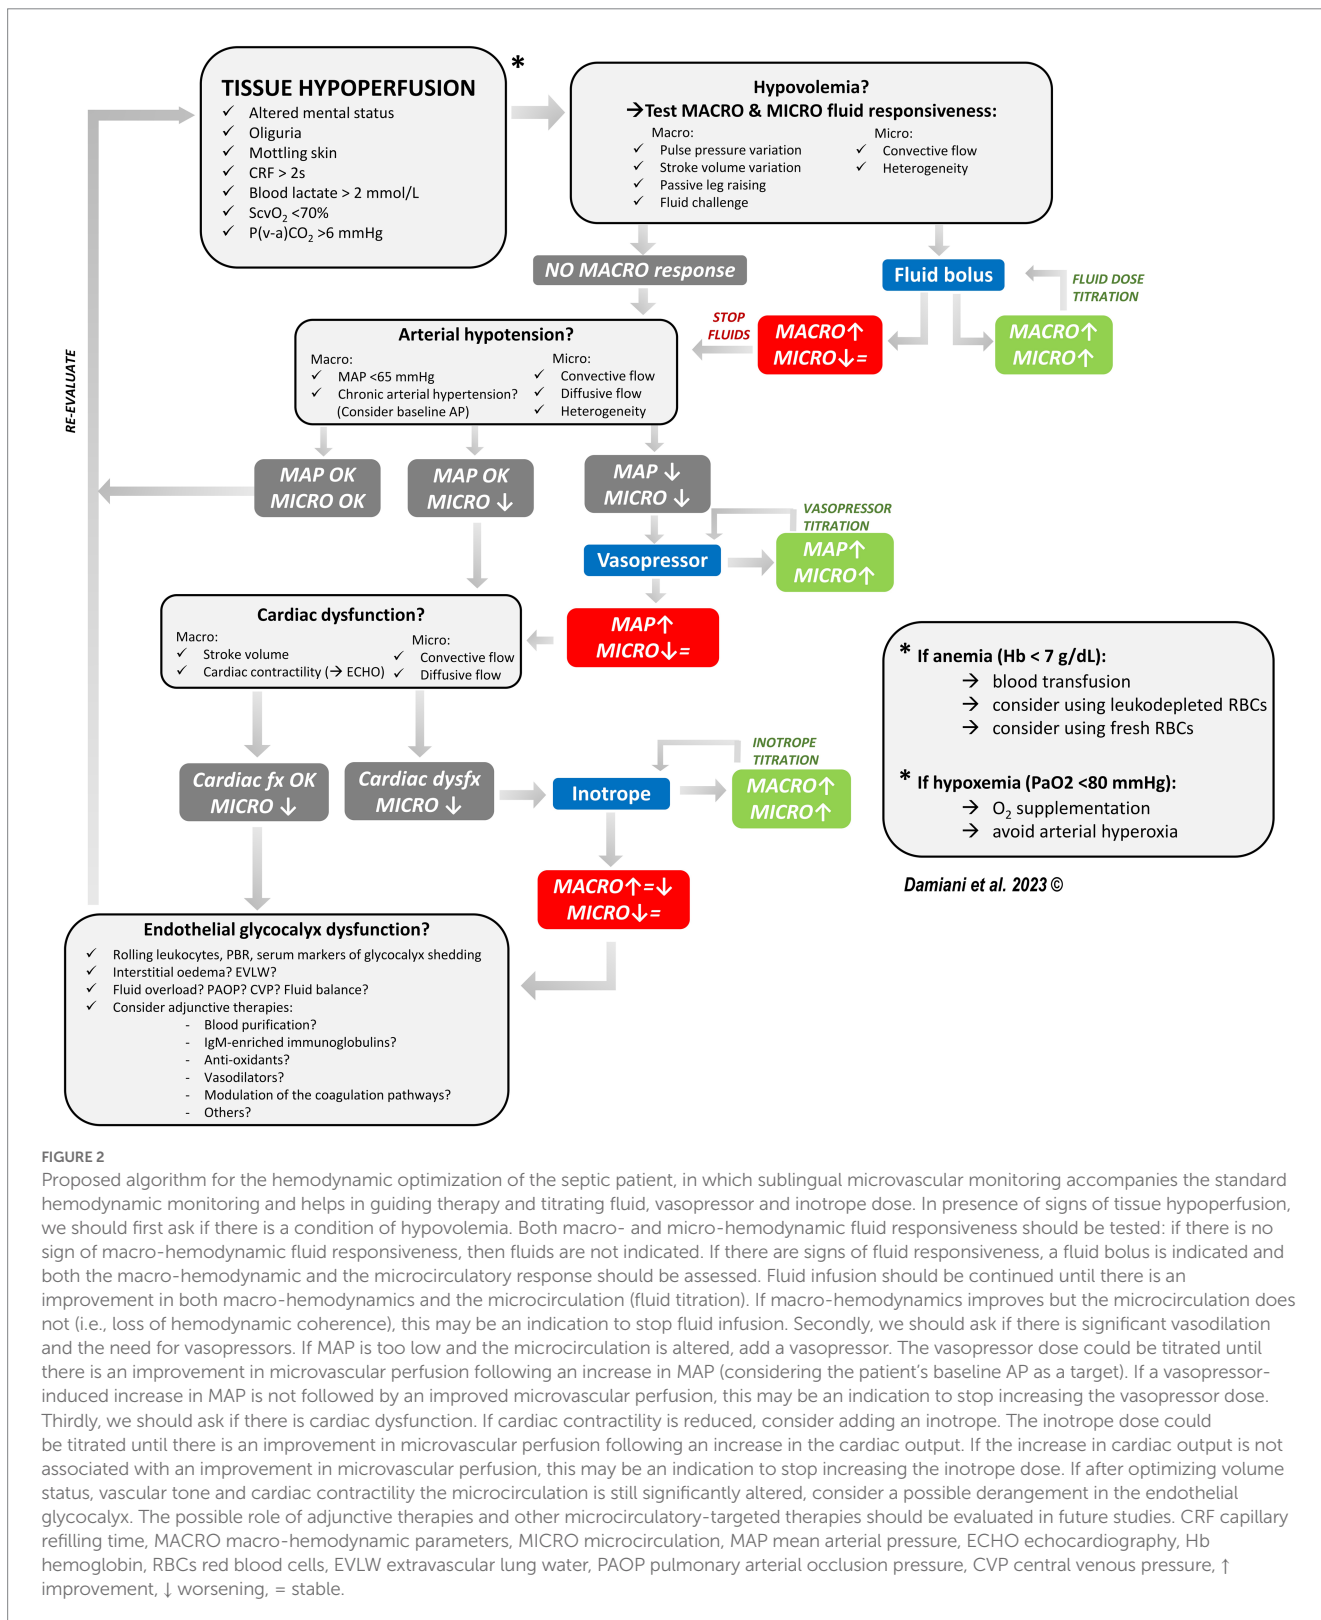 TISSUE HYPOPERFUSION
✓ Altered mental status
✓ Oliguria
✓ Mottling skin
✓ CRF > 2s
✓ Blood lactate > 2 mmol/L
✓ ScvO2 <70%
✓ P(v-a)CO2 >6 mmHg
*
Hypovolemia?
→Test MACRO & MICRO fluid responsiveness:
Macro:
✓ Pulse pressure variation
✓ Stroke volume variation
✓ Passive leg raising
✓ Fluid challenge
Micro:
✓ Convective flow
✓ Heterogeneity
NO MACRO response
Fluid bolus
FLUID DOSE
TITRATION
STOP
FLUIDS
MACRO↑
MICRO↓=
MACRO↑
MICRO↑
Arterial hypotension?
Macro:
✓ MAP <65 mmHg
✓ Chronic arterial hypertension?
(Consider baseline AP)
Micro:
✓ Convective flow
✓ Diffusive flow
✓ Heterogeneity
RE-EVALUATE
MAP OK
MICRO OK
MAP OK
MICRO ↓
MAP ↓
MICRO ↓
VASOPRESSOR
TITRATION
Vasopressor
MAP↑
MICRO↑
MAP↑
MICRO↓=
Cardiac dysfunction?
Macro:
✓ Stroke volume
✓ Cardiac contractility (→ ECHO)
Micro:
✓ Convective flow
✓ Diffusive flow
* If anemia (Hb < 7 g/dL):
→ blood transfusion
→ consider using leukodepleted RBCs
→ consider using fresh RBCs
* If hypoxemia (PaO2 <80 mmHg):
→ O2 supplementation
→ avoid arterial hyperoxia
Damiani et al. 2023 ©
Cardiac fx OK
MICRO ↓
Cardiac dysfx
MICRO ↓
Inotrope
INOTROPE
TITRATION
MACRO↑
MICRO↑
MACRO↑=↓
MICRO↓=
Endothelial glycocalyx dysfunction?
✓ Rolling leukocytes, PBR, serum markers of glycocalyx shedding
✓ Interstitial oedema? EVLW?
✓ Fluid overload? PAOP? CVP? Fluid balance?
✓ Consider adjunctive therapies:
- Blood purification?
- IgM-enriched immunoglobulins?
- Anti-oxidants?
- Vasodilators?
- Modulation of the coagulation pathways?
- Others?
FIGURE 2
Proposed algorithm for the hemodynamic optimization of the septic patient, in which sublingual microvascular monitoring accompanies the standard
hemodynamic monitoring and helps in guiding therapy and titrating fluid, vasopressor and inotrope dose. In presence of signs of tissue hypoperfusion,
we should first ask if there is a condition of hypovolemia. Both macro- and micro-hemodynamic fluid responsiveness should be tested: if there is no
sign of macro-hemodynamic fluid responsiveness, then fluids are not indicated. If there are signs of fluid responsiveness, a fluid bolus is indicated and
both the macro-hemodynamic and the microcirculatory response should be assessed. Fluid infusion should be continued until there is an
improvement in both macro-hemodynamics and the microcirculation (fluid titration). If macro-hemodynamics improves but the microcirculation does
not (i.e., loss of hemodynamic coherence), this may be an indication to stop fluid infusion. Secondly, we should ask if there is significant vasodilation
and the need for vasopressors. If MAP is too low and the microcirculation is altered, add a vasopressor. The vasopressor dose could be titrated until
there is an improvement in microvascular perfusion following an increase in MAP (considering the patient's baseline AP as a target). If a vasopressor-
induced increase in MAP is not followed by an improved microvascular perfusion, this may be an indication to stop increasing the vasopressor dose.
Thirdly, we should ask if there is cardiac dysfunction. If cardiac contractility is reduced, consider adding an inotrope. The inotrope dose could
be titrated until there is an improvement in microvascular perfusion following an increase in the cardiac output. If the increase in cardiac output is not
associated with an improvement in microvascular perfusion, this may be an indication to stop increasing the inotrope dose. If after optimizing volume
status, vascular tone and cardiac contractility the microcirculation is still significantly altered, consider a possible derangement in the endothelial
glycocalyx. The possible role of adjunctive therapies and other microcirculatory-targeted therapies should be evaluated in future studies. CRF capillary
refilling time, MACRO macro-hemodynamic parameters, MICRO microcirculation, MAP mean arterial pressure, ECHO echocardiography, Hb
hemoglobin, RBCs red blood cells, EVLW extravascular lung water, PAOP pulmonary arterial occlusion pressure, CVP central venous pressure, ↑
improvement, ↓ worsening, = stable.